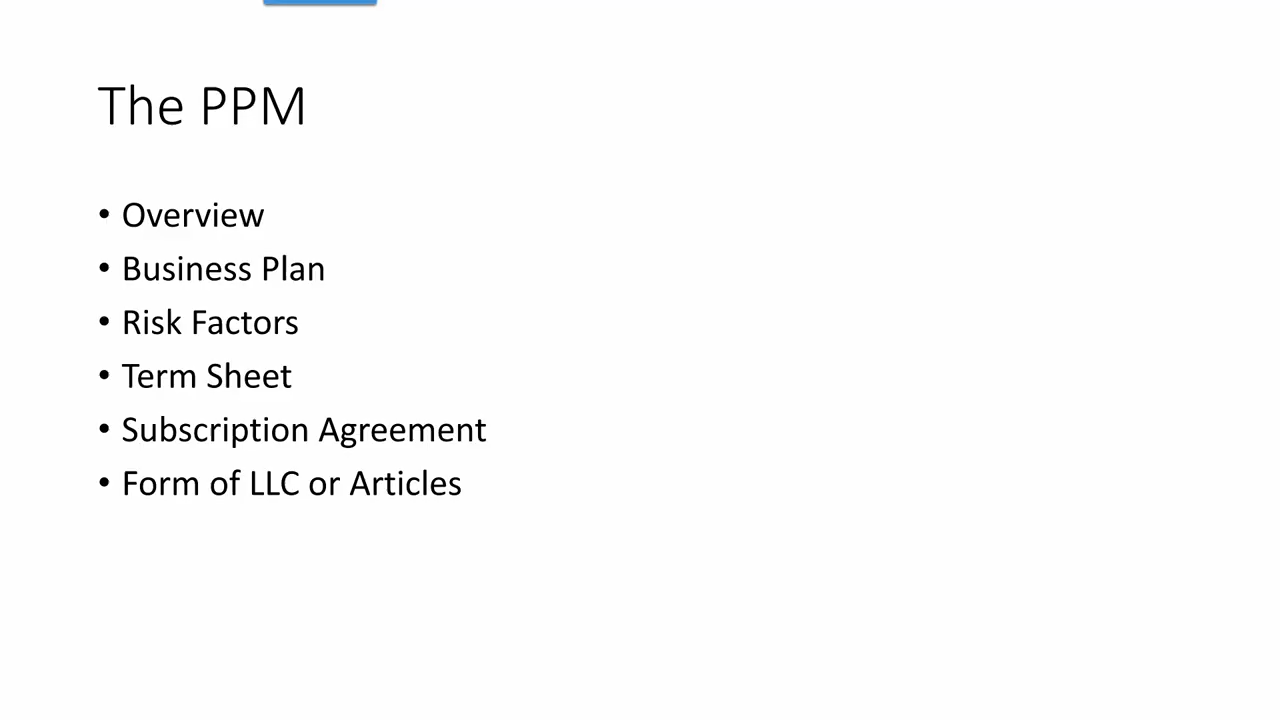 The PPM
• Overview
• Business Plan
• Risk Factors
• Term Sheet
• Subscription Agreement
• Form of LLC or Articles